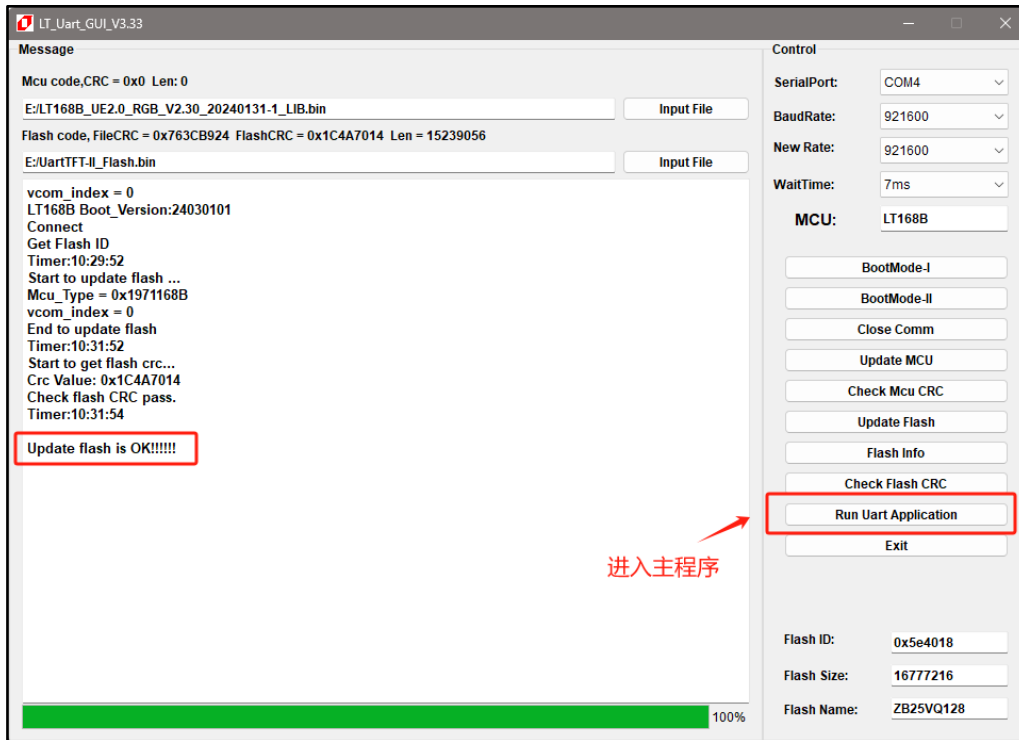 LT_Uart_GUI_V3.33
Message
Mcu code,CRC = 0x0 Len: 0
E:/LT168B_UE2.0_RGB_V2.30_20240131-1_LIB.bin
Input File
Flash code, FileCRC = 0x763CB924 FlashCRC = 0x1C4A7014 Len = 15239056
E:/UartTFT-II_Flash.bin
Input File
vcom_index = 0
LT168B Boot_Version:24030101
Connect
Get Flash ID
Timer:10:29:52
Start to update flash ...
Mcu_Type = 0x1971168B
vcom_index = 0
End to update flash
Timer:10:31:52
Start to get flash crc...
Crc Value: 0x1C4A7014
Check flash CRC pass.
Timer:10:31:54
Update flash is OK!!!!!!
进入主程序
100%
Control
SerialPort: COM4
BaudRate: 921600
New Rate: 921600
WaitTime: 7ms
MCU: LT168B
BootMode-I
BootMode-II
Close Comm
Update MCU
Check Mcu CRC
Update Flash
Flash Info
Check Flash CRC
Run Uart Application
Exit
Flash ID: 0x5e4018
Flash Size: 16777216
Flash Name: ZB25VQ128